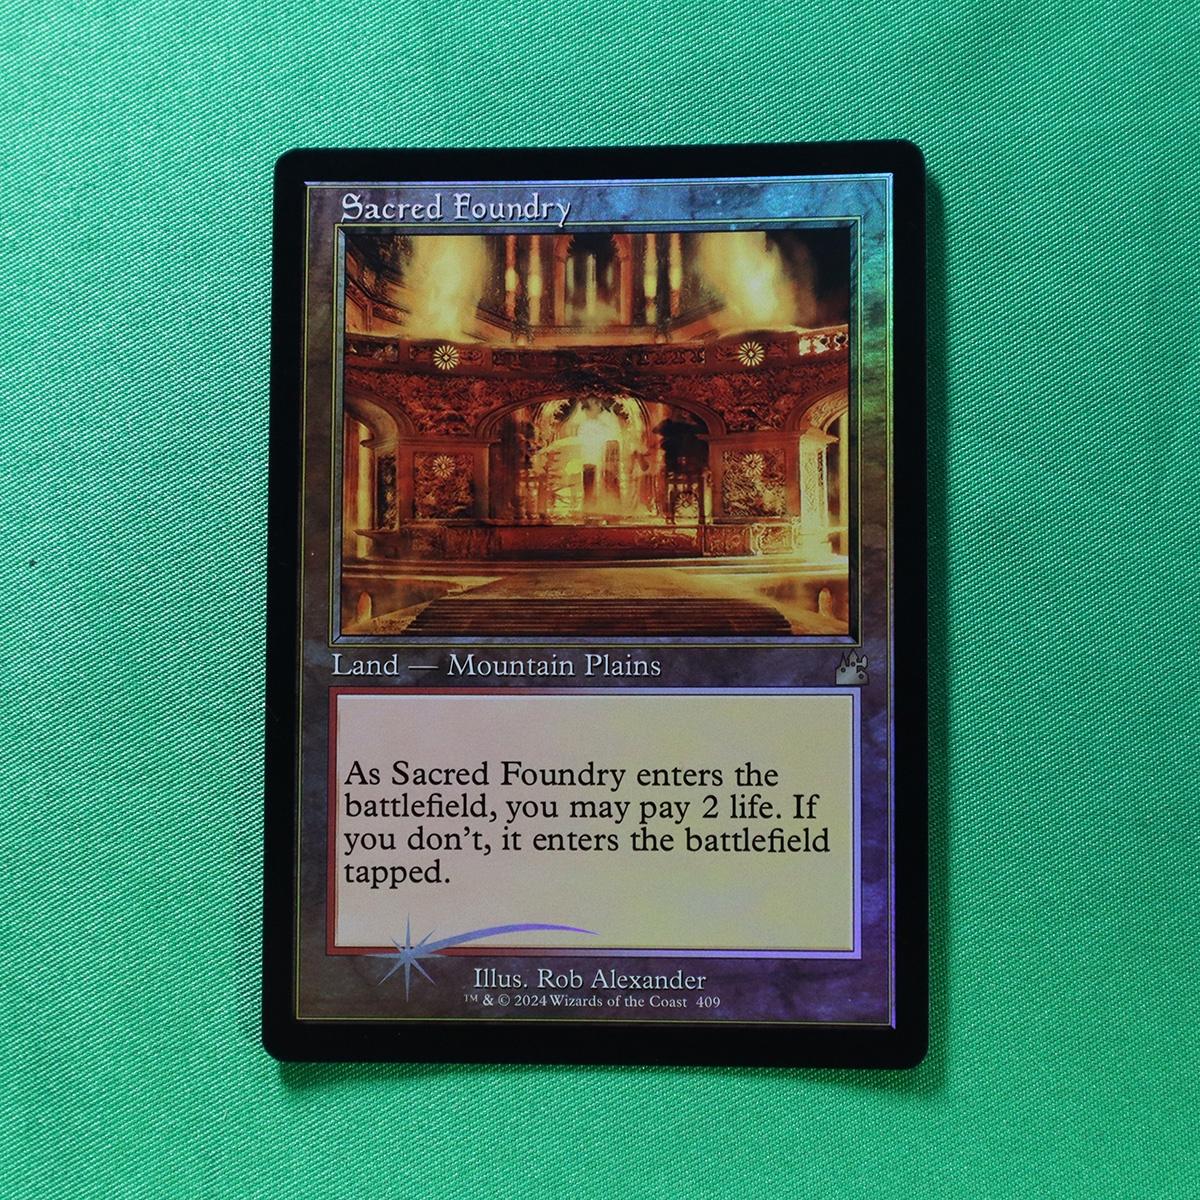 Sacred Foundry
Land — Mountain Plains
As Sacred Foundry enters the
battlefield, you may pay 2 life. If
you don't, it enters the battlefield
tapped.
Illus. Rob Alexander
™ & © 2024 Wizards of the Coast 409